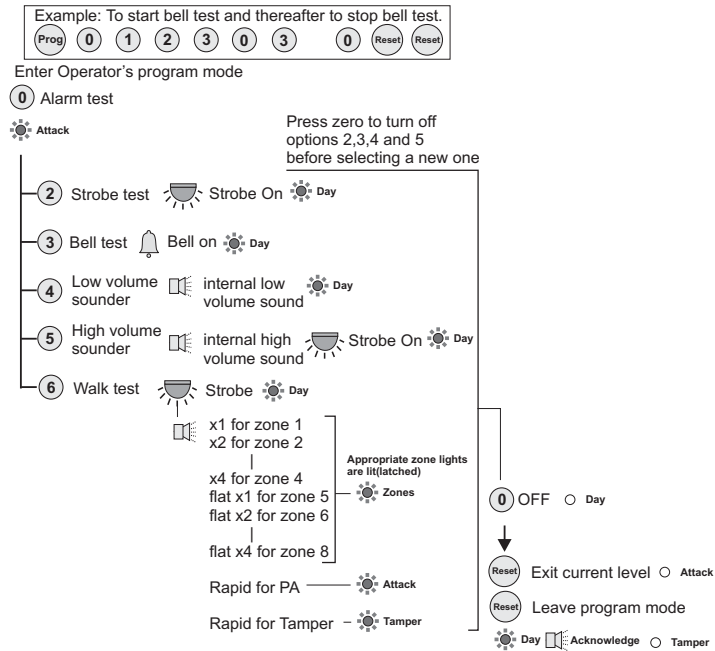 Example: To start bell test and thereafter to stop bell test.
Prog 0 1 2 3 0 3 0 Reset Reset
Enter Operator's program mode
0 Alarm test
Attack
Press zero to turn off
options 2,3,4 and 5
before selecting a new one
2 Strobe test Strobe On Day
3 Bell test Bell on Day
4 Low volume
sounder
internal low
volume sound
Day
5 High volume
sounder
internal high
volume sound
Strobe On Day
6 Walk test Strobe Day
x1 for zone 1
x2 for zone 2
x4 for zone 4
flat x1 for zone 5
flat x2 for zone 6
flat x4 for zone 8
Appropriate zone lights
are lit(latched)
Zones
Rapid for PA Attack
Rapid for Tamper Tamper
0 OFF Day
Reset Exit current level Attack
Reset Leave program mode
Day Acknowledge Tamper